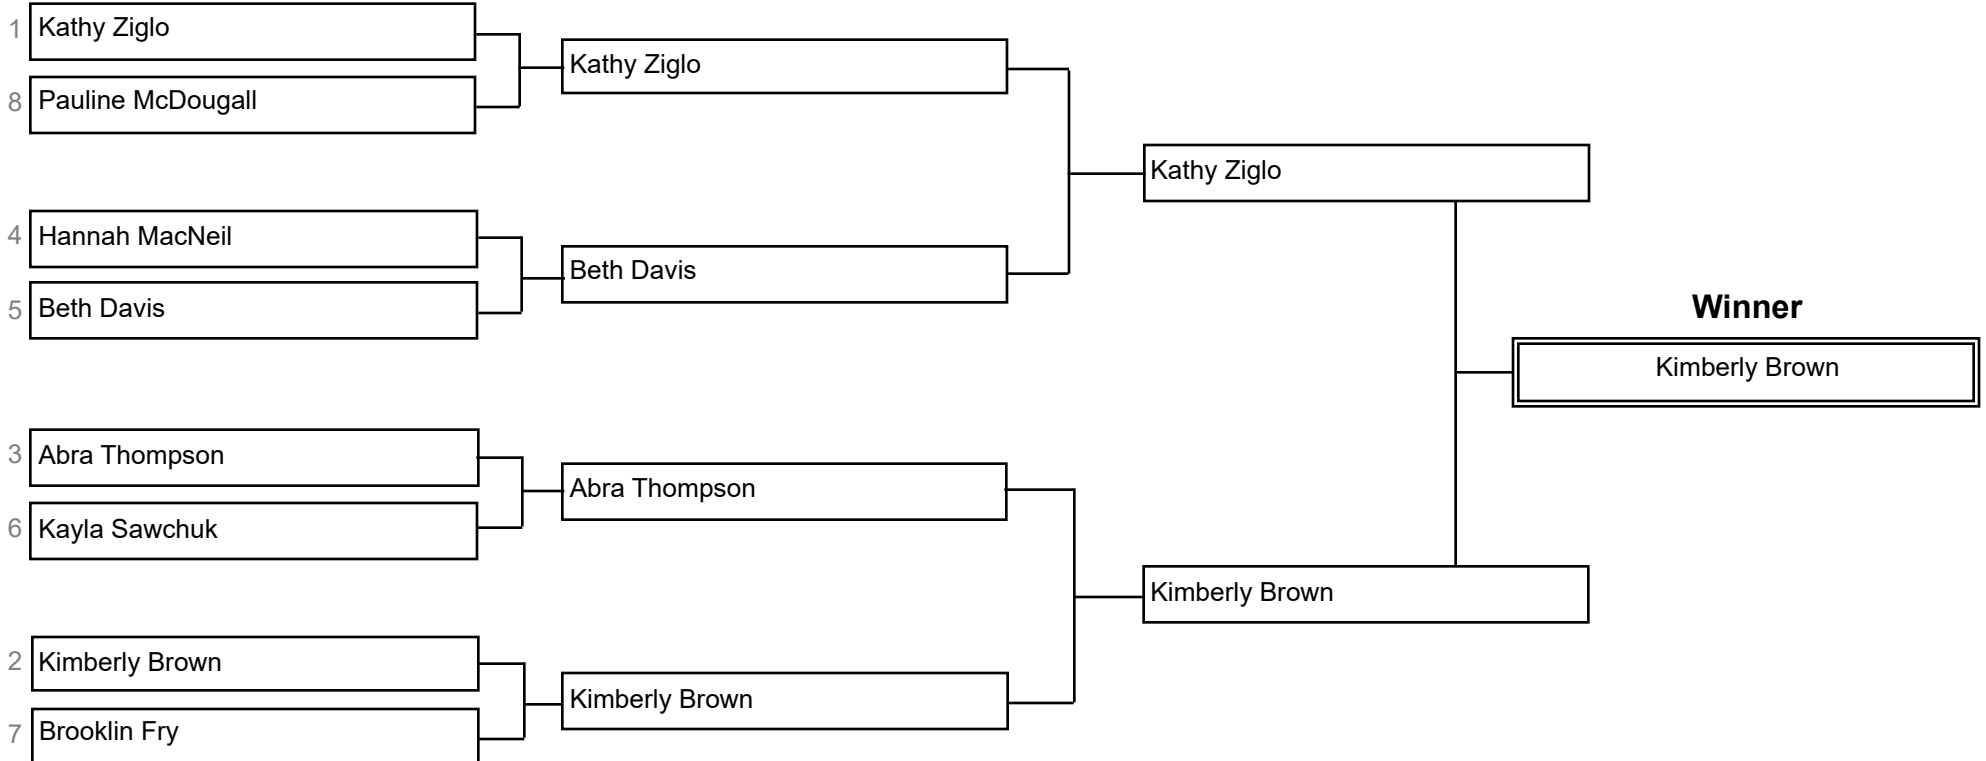 1 Kathy Ziglo
8 Pauline McDougall
Kathy Ziglo
4 Hannah MacNeil
5 Beth Davis
Beth Davis
Kathy Ziglo
3 Abra Thompson
6 Kayla Sawchuk
Abra Thompson
2 Kimberly Brown
7 Brooklin Fry
Kimberly Brown
Kimberly Brown
Winner
Kimberly Brown